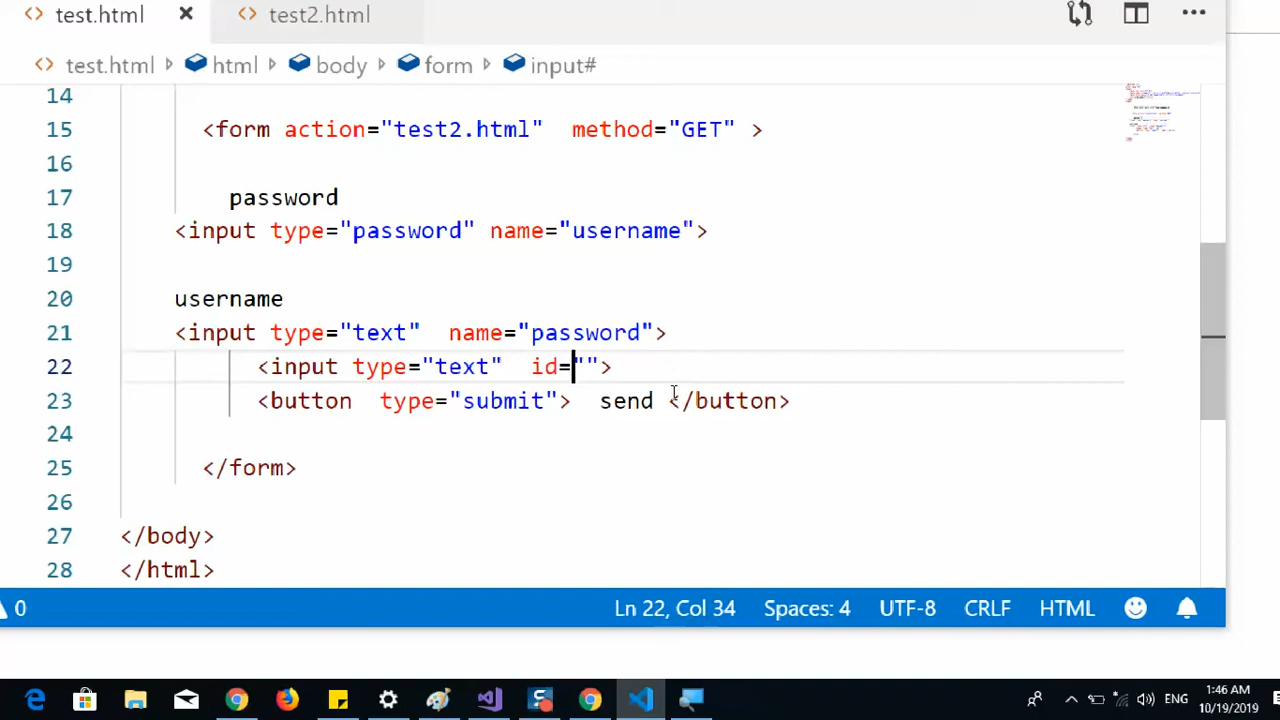 test.html
test2.html
test.html html body form input#
14
15 <form action="test2.html" method="GET" >
16
17 password
18 <input type="password" name="username">
19
20 username
21 <input type="text" name="password">
22 <input type="text" id="">
23 <button type="submit"> send </button>
24
25 </form>
26
27 </body>
28 </html>
0 Ln 22, Col 34 Spaces: 4 UTF-8 CRLF HTML
ENG
1:46 AM
10/19/2019